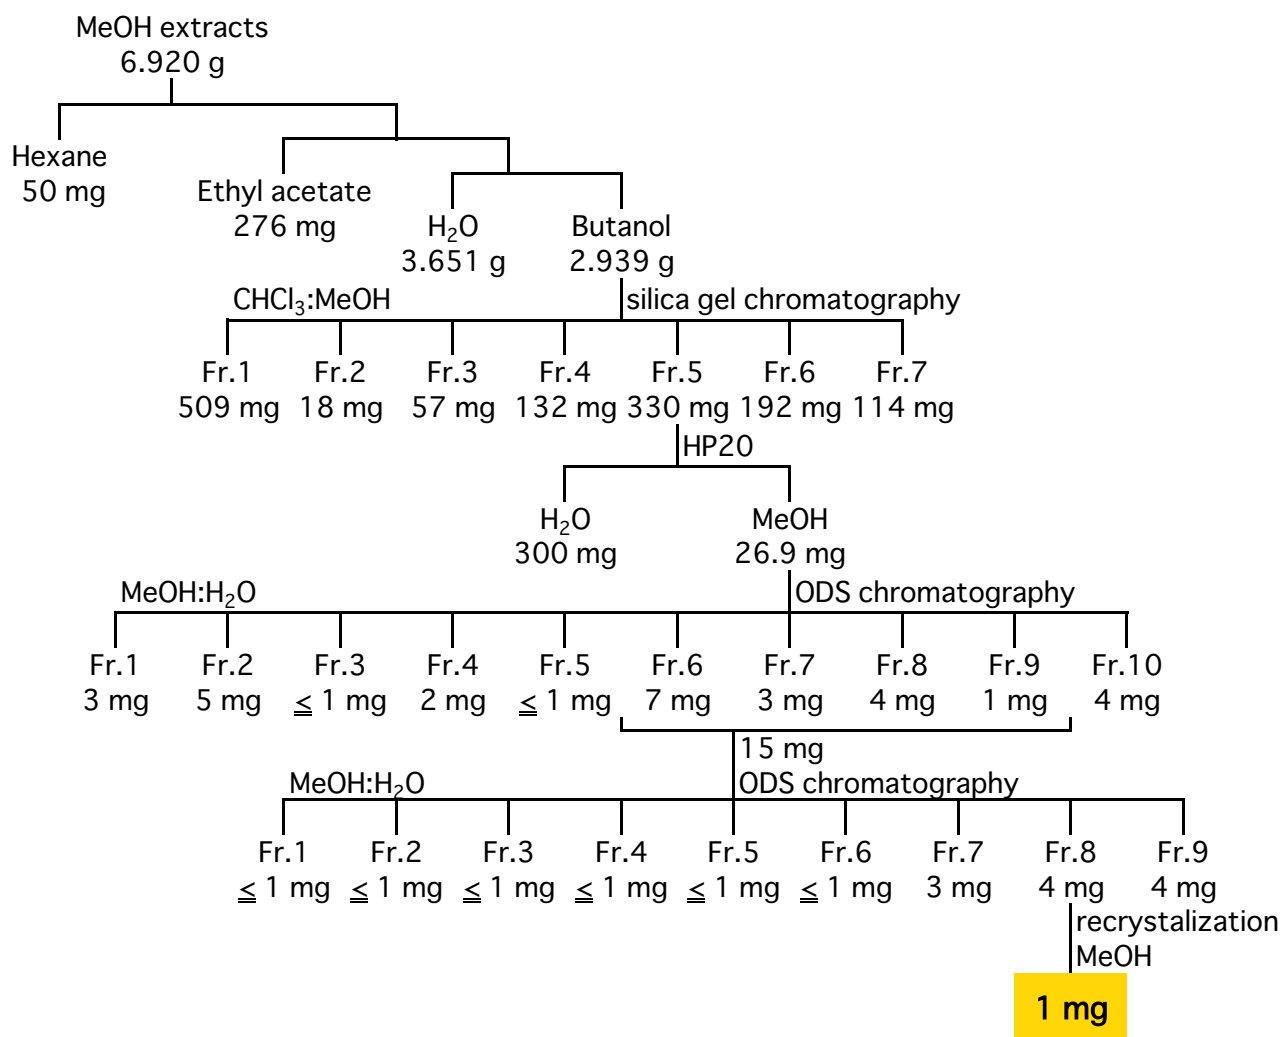 MeOH extracts
6.920 g
Hexane
50 mg
Ethyl acetate
276 mg
H₂O
3.651 g
Butanol
2.939 g
CHCl₃:MeOH
silica gel chromatography
Fr.1 Fr.2 Fr.3 Fr.4 Fr.5 Fr.6 Fr.7
509 mg 18 mg 57 mg 132 mg 330 mg 192 mg 114 mg
HP20
H₂O MeOH
300 mg 26.9 mg
MeOH:H₂O ODS chromatography
Fr.1 Fr.2 Fr.3 Fr.4 Fr.5 Fr.6 Fr.7 Fr.8 Fr.9 Fr.10
3 mg 5 mg ≦ 1 mg 2 mg ≦ 1 mg 7 mg 3 mg 4 mg 1 mg 4 mg
15 mg
MeOH:H₂O ODS chromatography
Fr.1 Fr.2 Fr.3 Fr.4 Fr.5 Fr.6 Fr.7 Fr.8 Fr.9
≦ 1 mg ≦ 1 mg ≦ 1 mg ≦ 1 mg ≦ 1 mg ≦ 1 mg 3 mg 4 mg 4 mg
recrystalization
MeOH
1 mg